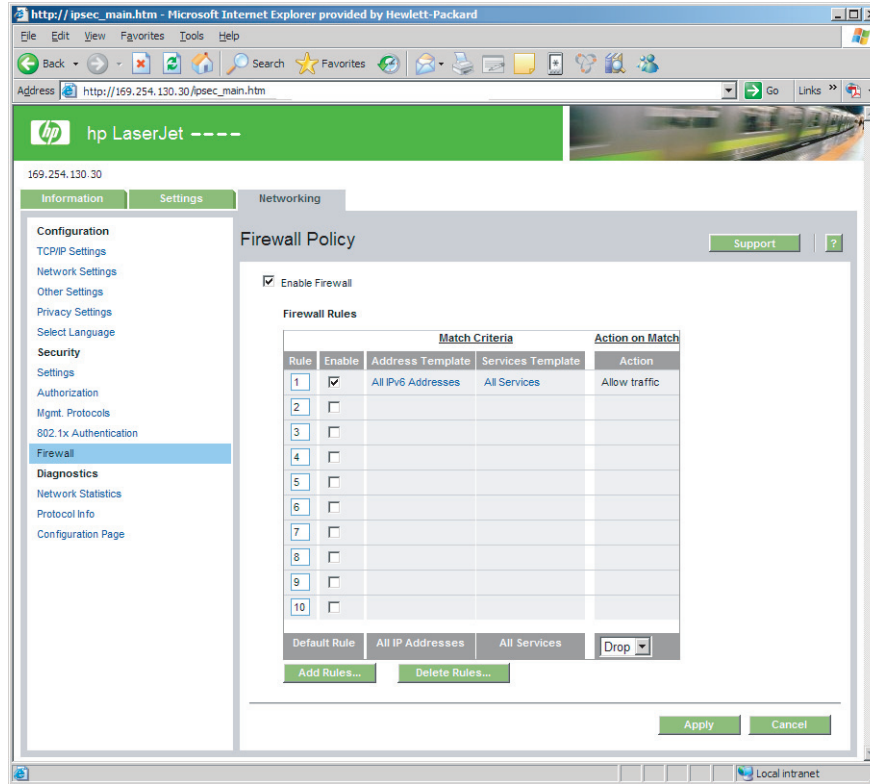 http:// ipsec_main.htm - Microsoft Internet Explorer provided by Hewlett-Packard
File Edit View Favorites Tools Help
Back Search Favorites
Address http://169.254.130.30/ipsec_main.htm Go Links »
hp hp LaserJet ----
169.254.130.30
Information Settings Networking
Configuration
TCP/IP Settings
Network Settings
Other Settings
Privacy Settings
Select Language
Security
Settings
Authorization
Mgmt. Protocols
802.1x Authentication
Firewall
Diagnostics
Network Statistics
Protocol Info
Configuration Page
Firewall Policy
Support ?
Enable Firewall
Firewall Rules
Match Criteria Action on Match
Rule Enable Address Template Services Template Action
1 All IPv6 Addresses All Services Allow traffic
2
3
4
5
6
7
8
9
10
Default Rule All IP Addresses All Services Drop
Add Rules... Delete Rules...
Apply Cancel
Local intranet